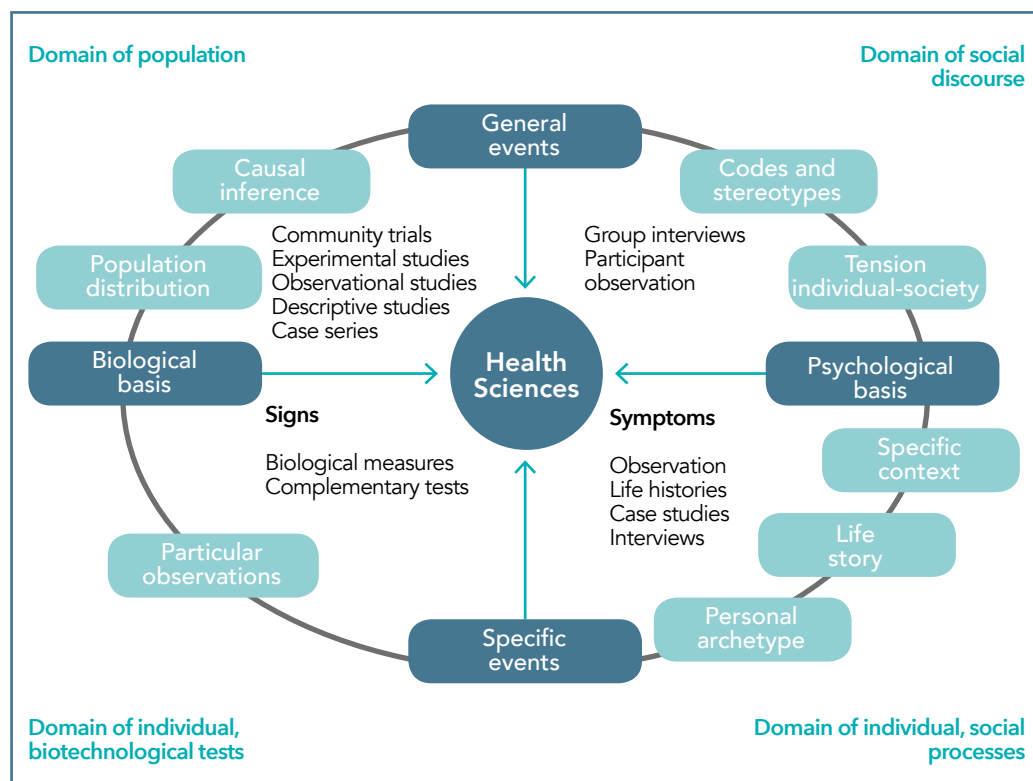 Domain of population
Domain of social
discourse
General
events
Causal
inference
Codes and
stereotypes
Community trials
Experimental studies
Observational studies
Descriptive studies
Case series
Group interviews
Participant
observation
Population
distribution
Tension
individual-society
Biological
basis
Health
Sciences
Psychological
basis
Signs
Biological measures
Complementary tests
Symptoms
Observation
Life histories
Case studies
Interviews
Specific
context
Life
story
Particular
observations
Personal
archetype
Specific
events
Domain of individual,
biotechnological tests
Domain of individual, social
processes